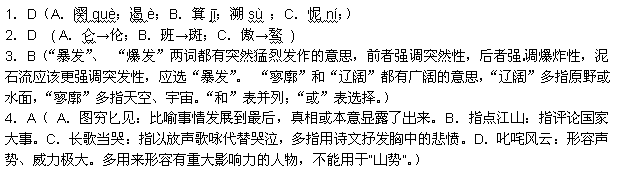 1. D（A. 阕 què；遏 è；B. 箕 jī；溯 sù ；C. 怩 ní；）
2. D （A. 仑→伦；B. 班→斑；C. 傲→骜 ）
3. B（“暴发”、 “爆发”两词都有突然猛烈发作的意思，前者强调突然性，后者强调爆炸性，泥
石流应该更强调突发性，应选“暴发”。 “寥廓”和“辽阔”都有广阔的意思，“辽阔”多指原野或
水面，“寥廓”多指天空、宇宙。“和”表并列；“或”表选择。）
4. A（ A. 图穷匕见：比喻事情发展到最后，真相或本意显露了出来。B. 指点江山：指评论国家
大事。C. 长歌当哭：指以放声歌咏代替哭泣，多指用诗文抒发胸中的悲愤。D. 叱咤风云：形容声
势、威力极大。多用来形容有重大影响力的人物，不能用于“山势”。）